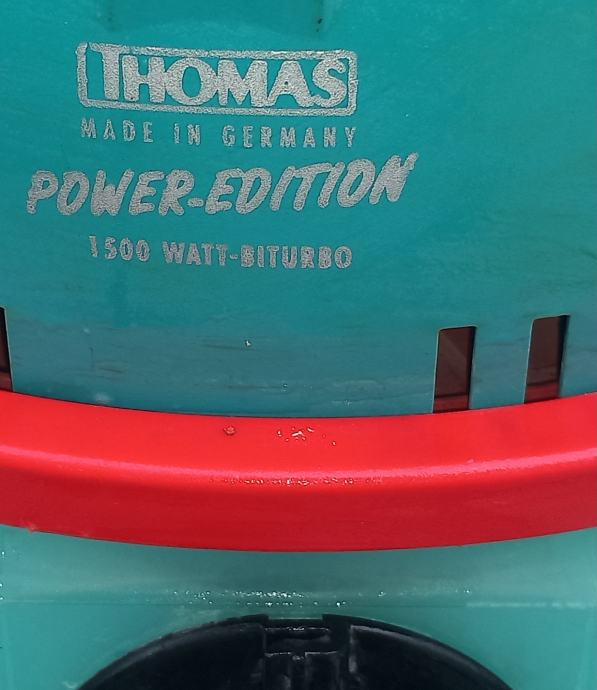 THOMAS
MADE IN GERMANY
POWER-EDITION
1500 WATT-BITURBO